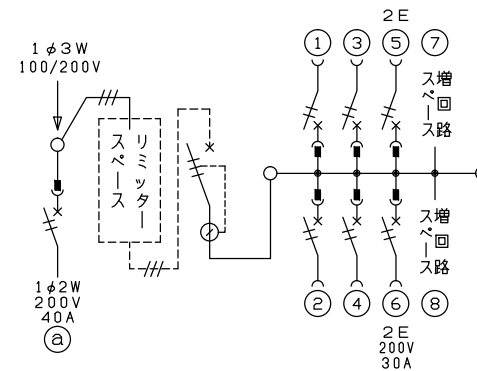 1φ3W
100/200V
リミッター
スペース
1φ2W
200V
40A
a
2E
1
3
5
7
増回路
スペース
増回路
スペース
2
4
6
8
2E
200V
30A